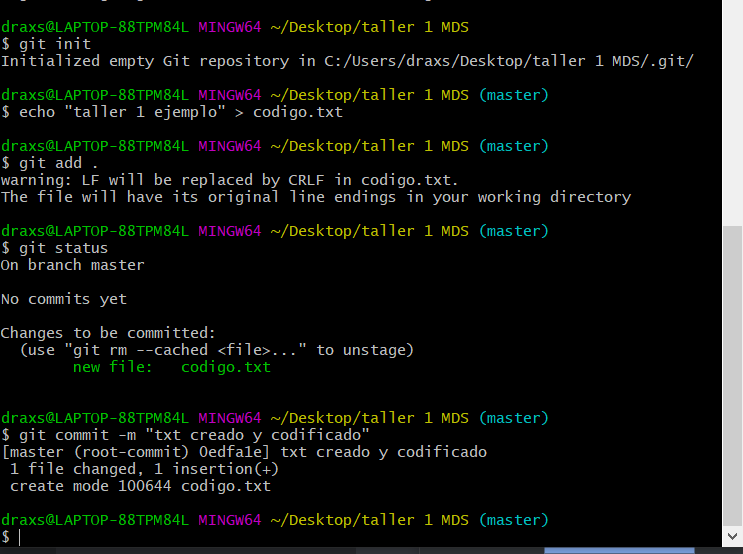 draxs@LAPTOP-88TPM84L MINGW64 ~/Desktop/taller 1 MDS
$ git init
Initialized empty Git repository in C:/Users/draxs/Desktop/taller 1 MDS/.git/
draxs@LAPTOP-88TPM84L MINGW64 ~/Desktop/taller 1 MDS (master)
$ echo "taller 1 ejemplo" > codigo.txt
draxs@LAPTOP-88TPM84L MINGW64 ~/Desktop/taller 1 MDS (master)
$ git add .
warning: LF will be replaced by CRLF in codigo.txt.
The file will have its original line endings in your working directory
draxs@LAPTOP-88TPM84L MINGW64 ~/Desktop/taller 1 MDS (master)
$ git status
On branch master
No commits yet
Changes to be committed:
  (use "git rm --cached <file>..." to unstage)
        new file:   codigo.txt
draxs@LAPTOP-88TPM84L MINGW64 ~/Desktop/taller 1 MDS (master)
$ git commit -m "txt creado y codificado"
[master (root-commit) 0edfa1e] txt creado y codificado
 1 file changed, 1 insertion(+)
 create mode 100644 codigo.txt
draxs@LAPTOP-88TPM84L MINGW64 ~/Desktop/taller 1 MDS (master)
$